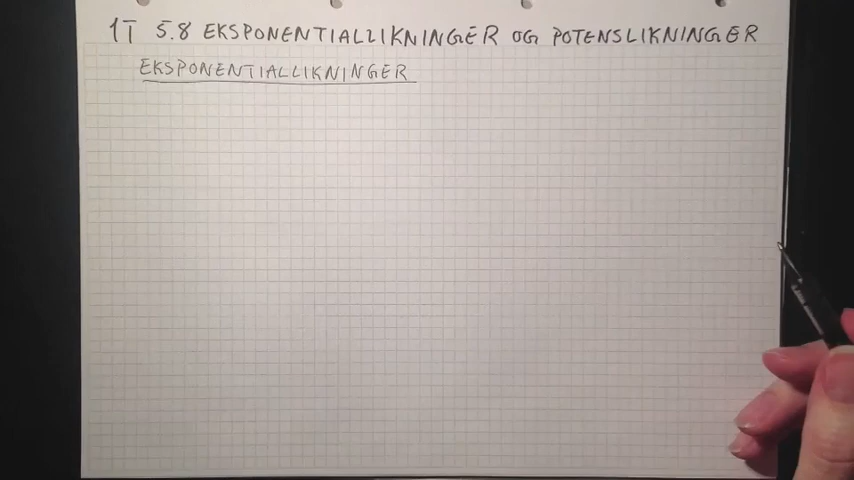 1T 5.8 EKSPONENTIALLIKNINGER OG POTENSLIKNINGER
EKSPONENTIALLIKNINGER